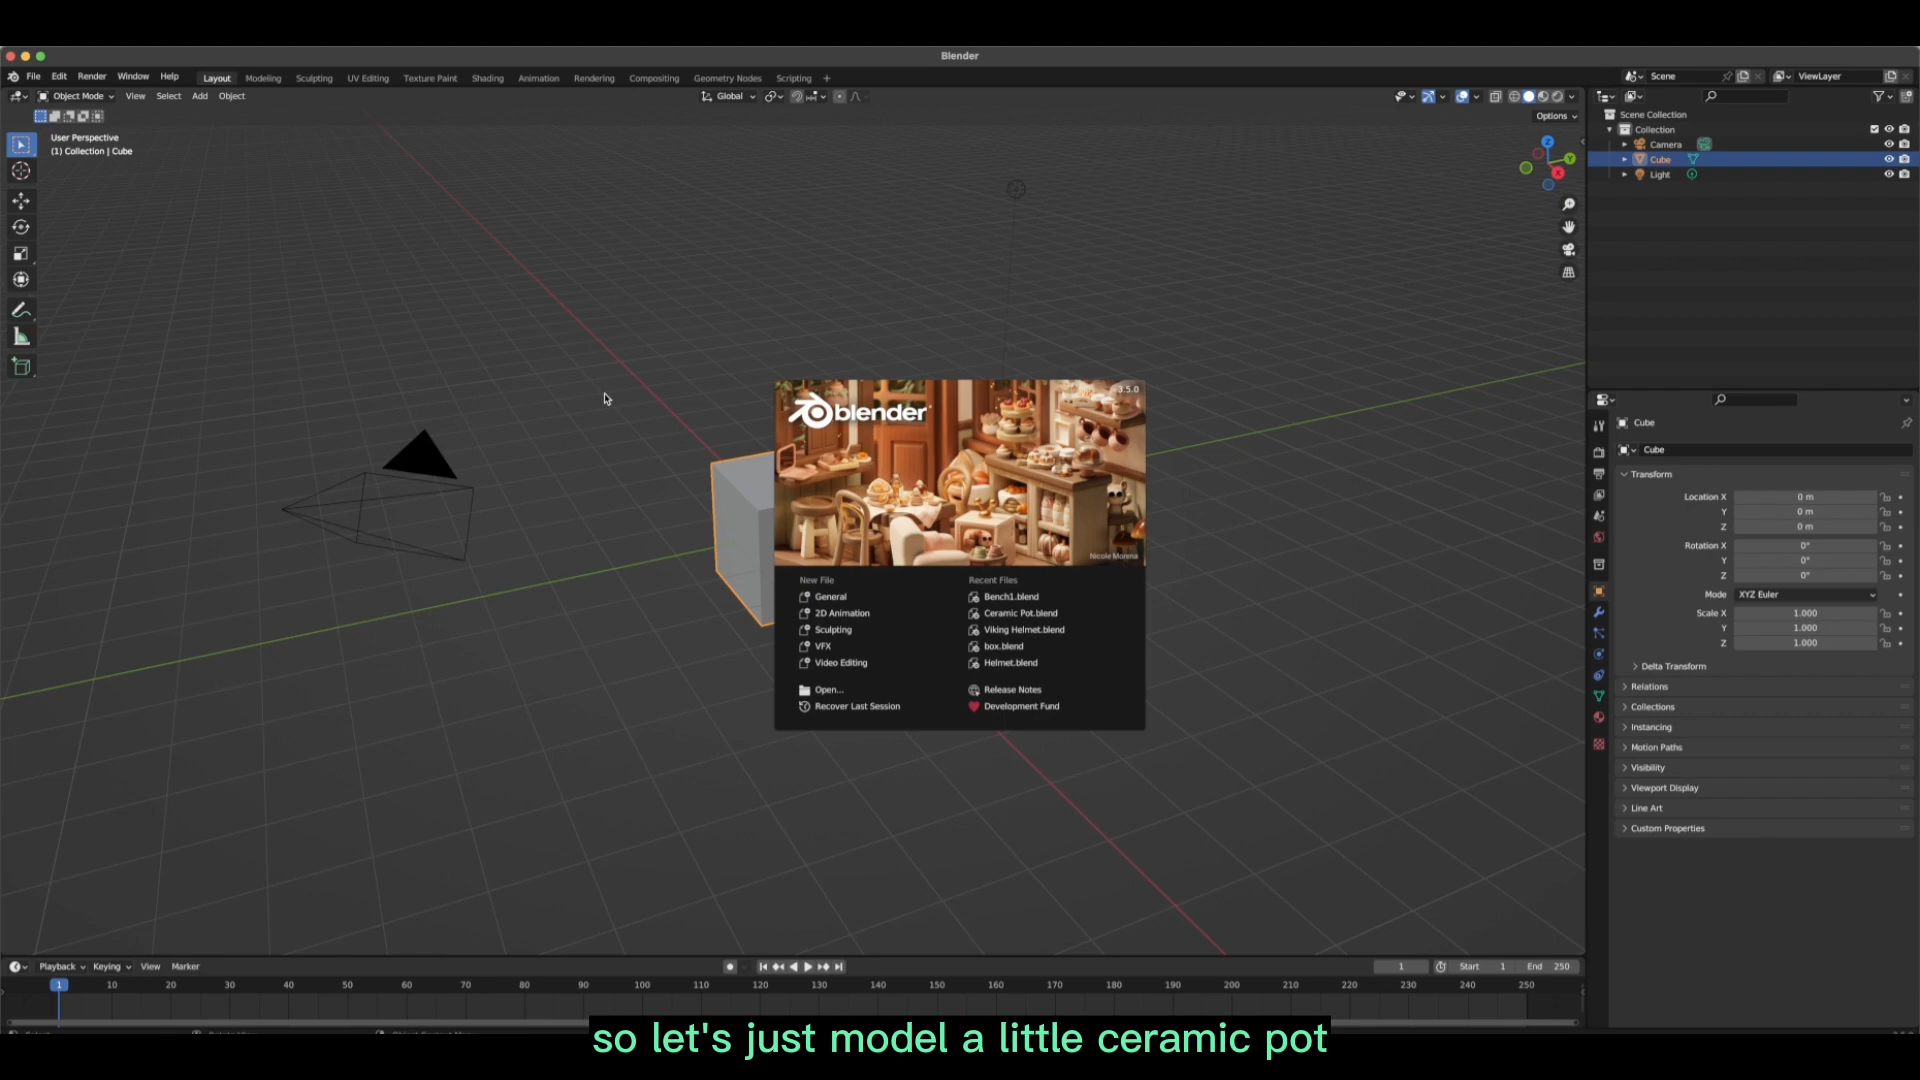 Blender
File Edit Render Window Help Layout Modeling Sculpting UV Editing Texture Paint Shading Animation Rendering Compositing Geometry Nodes Scripting + Scene ViewLayer
Object Mode View Select Add Object Global
Options
User Perspective
(1) Collection | Cube
Z
Y
X
Scene Collection
Collection
Camera
Cube
Light
blender
3.5.0
Nicole Morena
New File
General
2D Animation
Sculpting
VFX
Video Editing
Open...
Recover Last Session
Recent Files
Bench1.blend
Ceramic Pot.blend
Viking Helmet.blend
box.blend
Helmet.blend
Release Notes
Development Fund
Cube
Cube
Transform
Location X 0 m
Y 0 m
Z 0 m
Rotation X 0°
Y 0°
Z 0°
Mode XYZ Euler
Scale X 1.000
Y 1.000
Z 1.000
Delta Transform
Relations
Collections
Instancing
Motion Paths
Visibility
Viewport Display
Line Art
Custom Properties
Playback Keying View Marker 1 Start 1 End 250
1 10 20 30 40 50 60 70 80 90 100 110 120 130 140 150 160 170 180 190 200 210 220 230 240 250
so let's just model a little ceramic pot